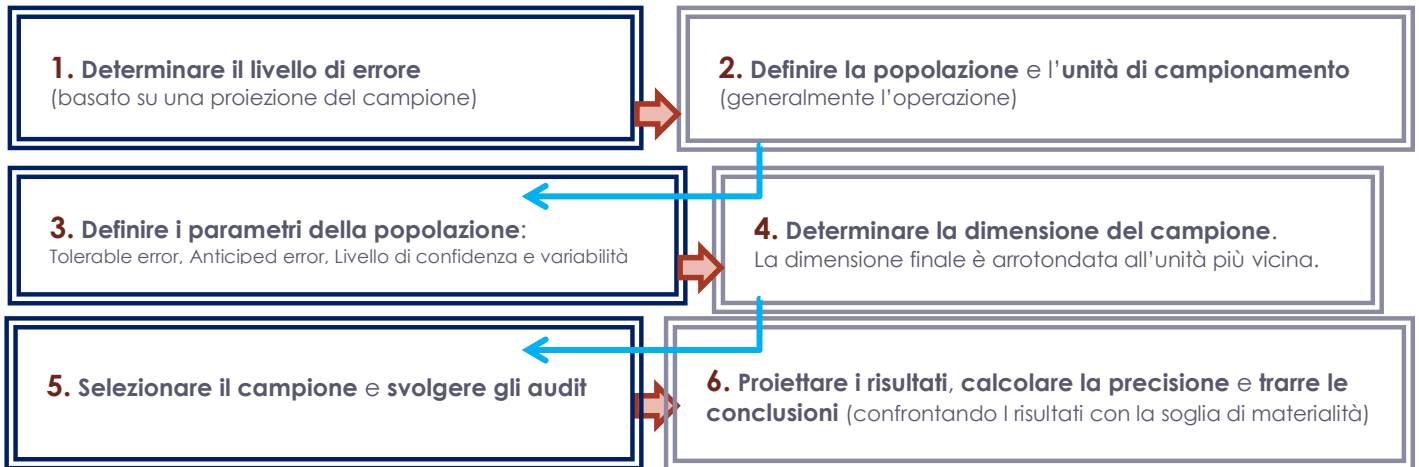 1. Determinare il livello di errore
(basato su una proiezione del campione)
2. Definire la popolazione e l’unità di campionamento
(generalmente l’operazione)
3. Definire i parametri della popolazione:
Tolerable error, Anticiped error, Livello di confidenza e variabilità
4. Determinare la dimensione del campione.
La dimensione finale è arrotondata all’unità più vicina.
5. Selezionare il campione e svolgere gli audit
6. Proiettare i risultati, calcolare la precisione e trarre le
conclusioni (confrontando I risultati con la soglia di materialità)